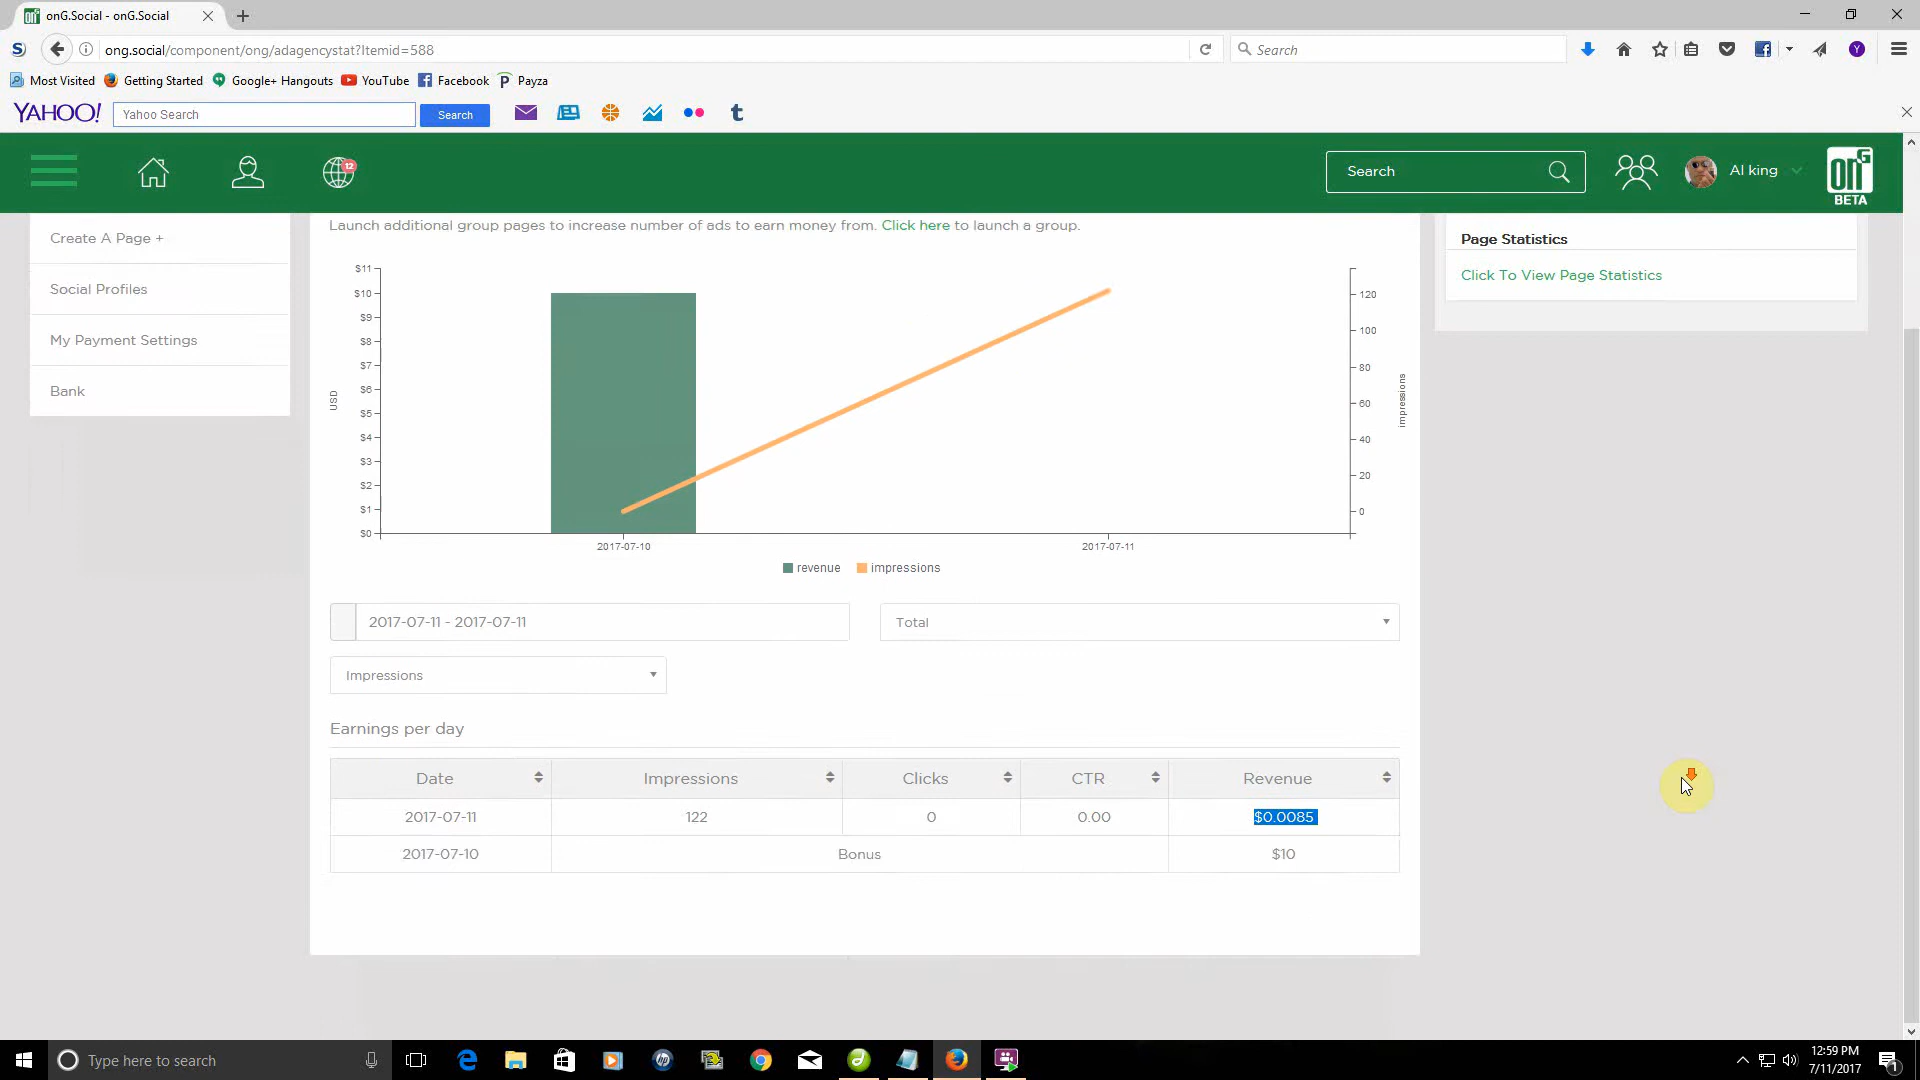 onG.Social - onG.Social
ong.social/component/ong/adagencystat?Itemid=588
Search
Most Visited Getting Started Google+ Hangouts YouTube Facebook Payza
YAHOO! Yahoo Search Search
12
Search
Al king
onG
BETA
Create A Page +
Social Profiles
My Payment Settings
Bank
Launch additional group pages to increase number of ads to earn money from. Click here to launch a group.
Page Statistics
Click To View Page Statistics
$11
$10
$9
$8
$7
$6
$5
$4
$3
$2
$1
$0
USD
120
100
80
60
40
20
0
impressions
2017-07-10 2017-07-11
revenue impressions
2017-07-11 - 2017-07-11
Total
Impressions
Earnings per day
Date Impressions Clicks CTR Revenue
2017-07-11 122 0 0.00 $0.0085
2017-07-10 Bonus $10
Type here to search
12:59 PM
7/11/2017
1